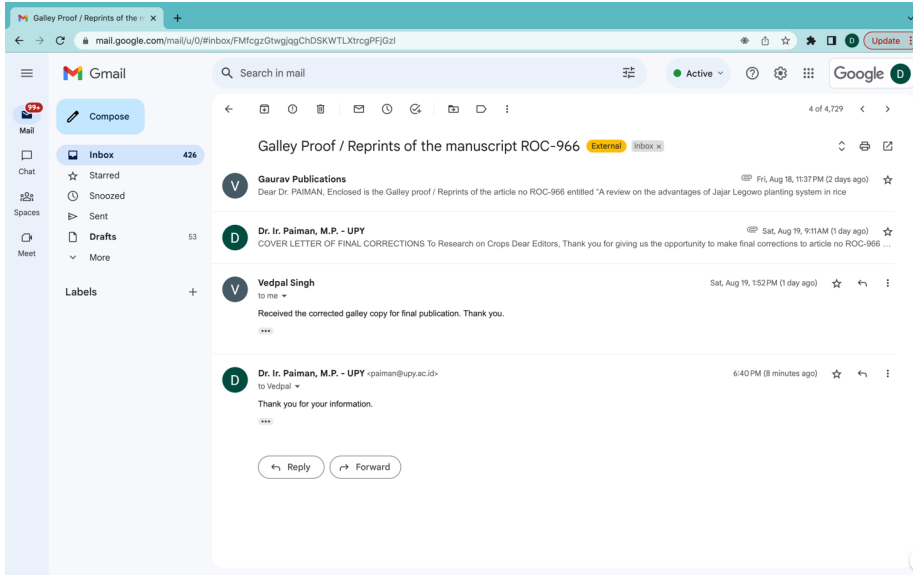 Galley Proof / Reprints of the m
mail.google.com/mail/u/0/#inbox/FMfcgzGtwgjqgChDSKWTLXtrcgPFjGzl
D
Update
Gmail
Search in mail
Active
Google
D
99+
Mail
Chat
Spaces
Meet
Compose
Inbox 426
Starred
Snoozed
Sent
Drafts 53
More
Labels
4 of 4,729
Galley Proof / Reprints of the manuscript ROC-966 External Inbox x
V
Gaurav Publications Fri, Aug 18, 11:37 PM (2 days ago)
Dear Dr. PAIMAN, Enclosed is the Galley proof / Reprints of the article no ROC-966 entitled "A review on the advantages of Jajar Legowo planting system in rice
D
Dr. Ir. Paiman, M.P. - UPY Sat, Aug 19, 9:11 AM (1 day ago)
COVER LETTER OF FINAL CORRECTIONS To Research on Crops Dear Editors, Thank you for giving us the opportunity to make final corrections to article no ROC-966 ...
V
Vedpal Singh Sat, Aug 19, 1:52 PM (1 day ago)
to me
Received the corrected galley copy for final publication. Thank you.
D
Dr. Ir. Paiman, M.P. - UPY <paiman@upy.ac.id> 6:40 PM (8 minutes ago)
to Vedpal
Thank you for your information.
Reply Forward